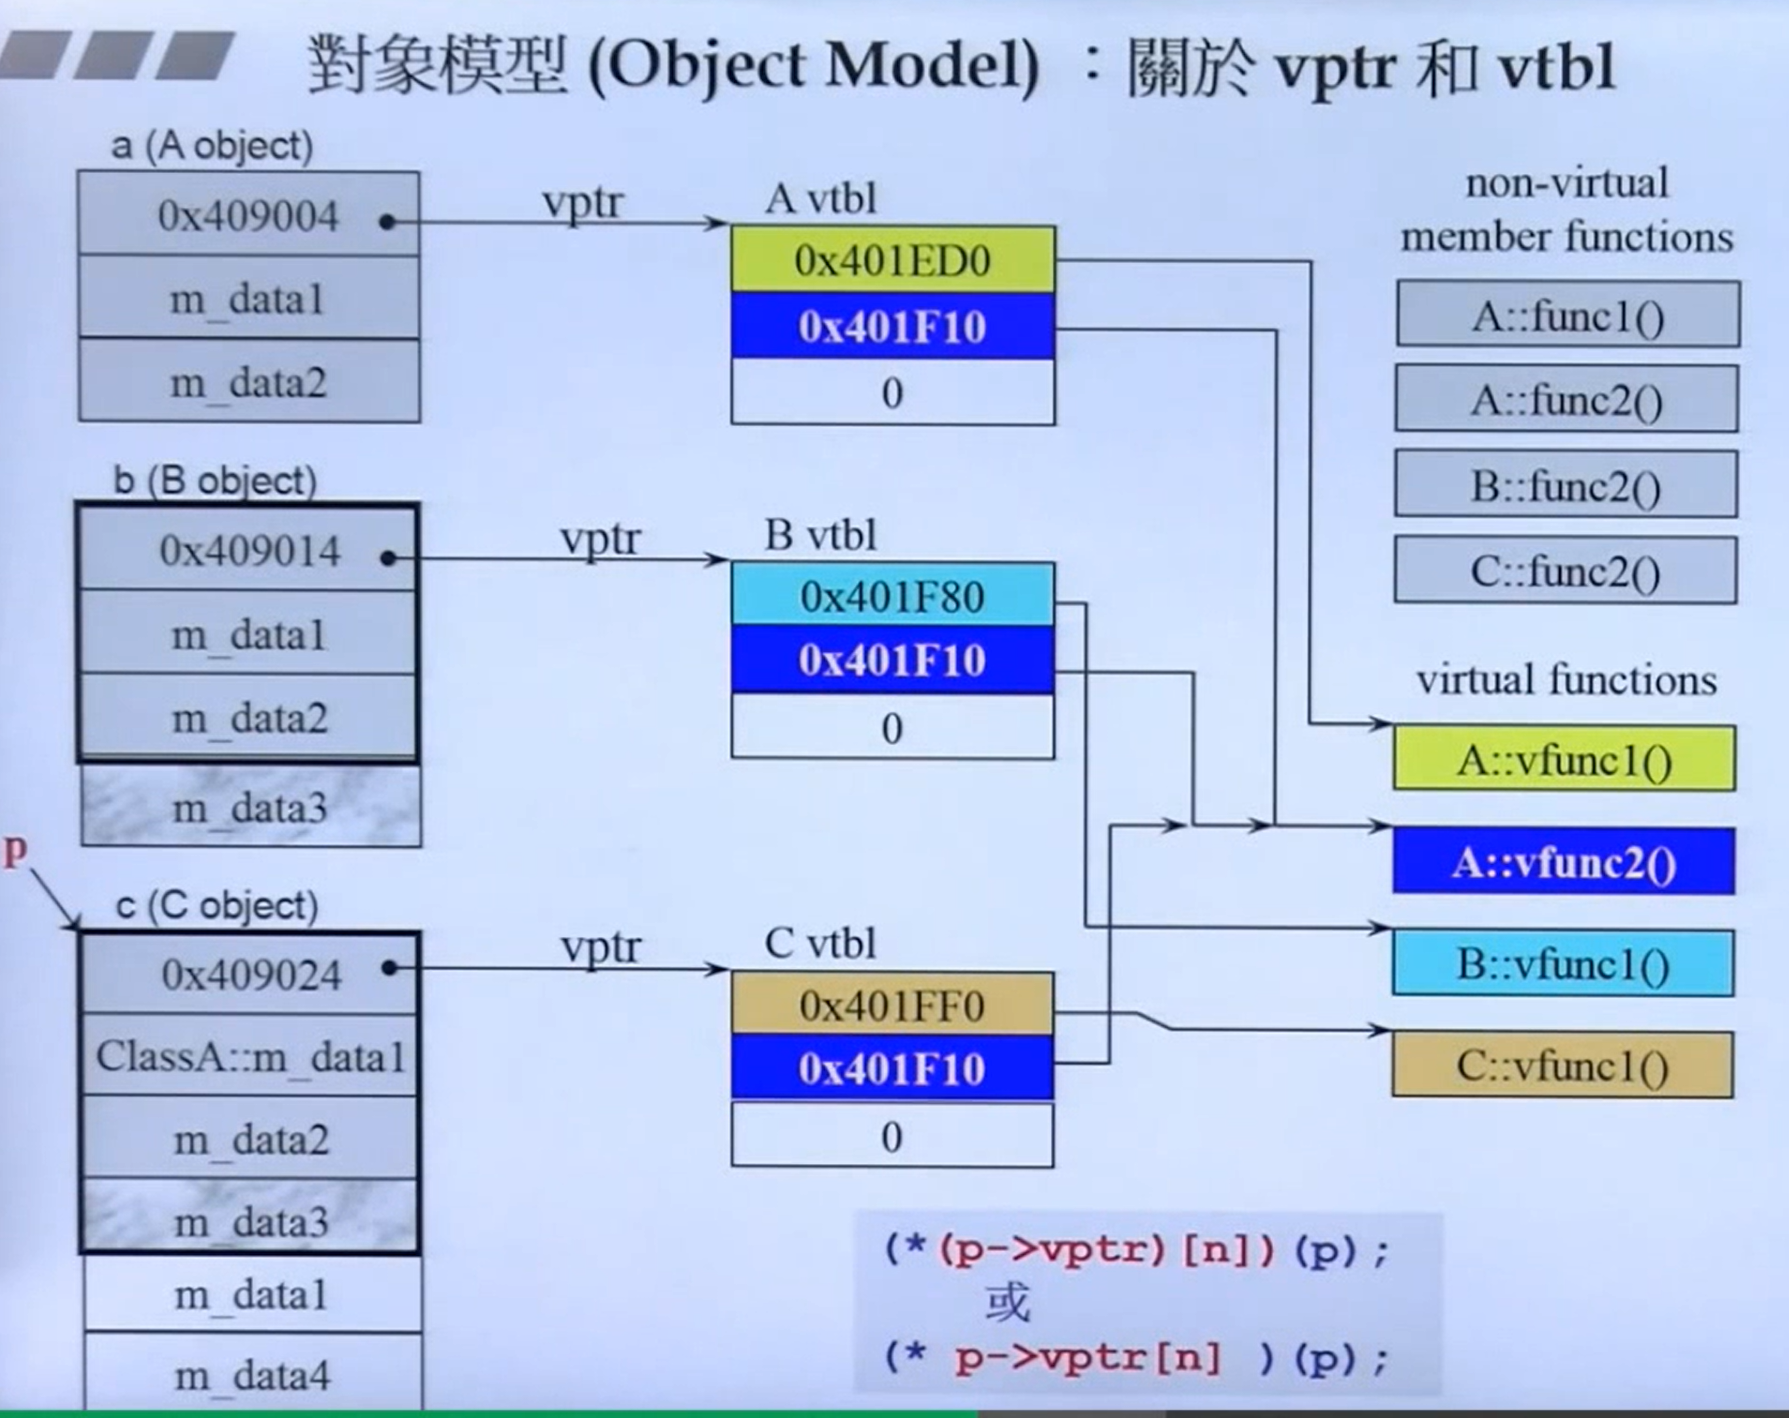 對象模型 (Object Model) ：關於 vptr 和 vtbl
a (A object)
0x409004
m_data1
m_data2
vptr
A vtbl
0x401ED0
0x401F10
0
non-virtual
member functions
A::func1()
A::func2()
B::func2()
C::func2()
b (B object)
0x409014
m_data1
m_data2
m_data3
vptr
B vtbl
0x401F80
0x401F10
0
virtual functions
A::vfunc1()
A::vfunc2()
B::vfunc1()
C::vfunc1()
p
c (C object)
0x409024
ClassA::m_data1
m_data2
m_data3
m_data1
m_data4
vptr
C vtbl
0x401FF0
0x401F10
0
(*(p->vptr)[n])(p);
或
(* p->vptr[n] )(p);